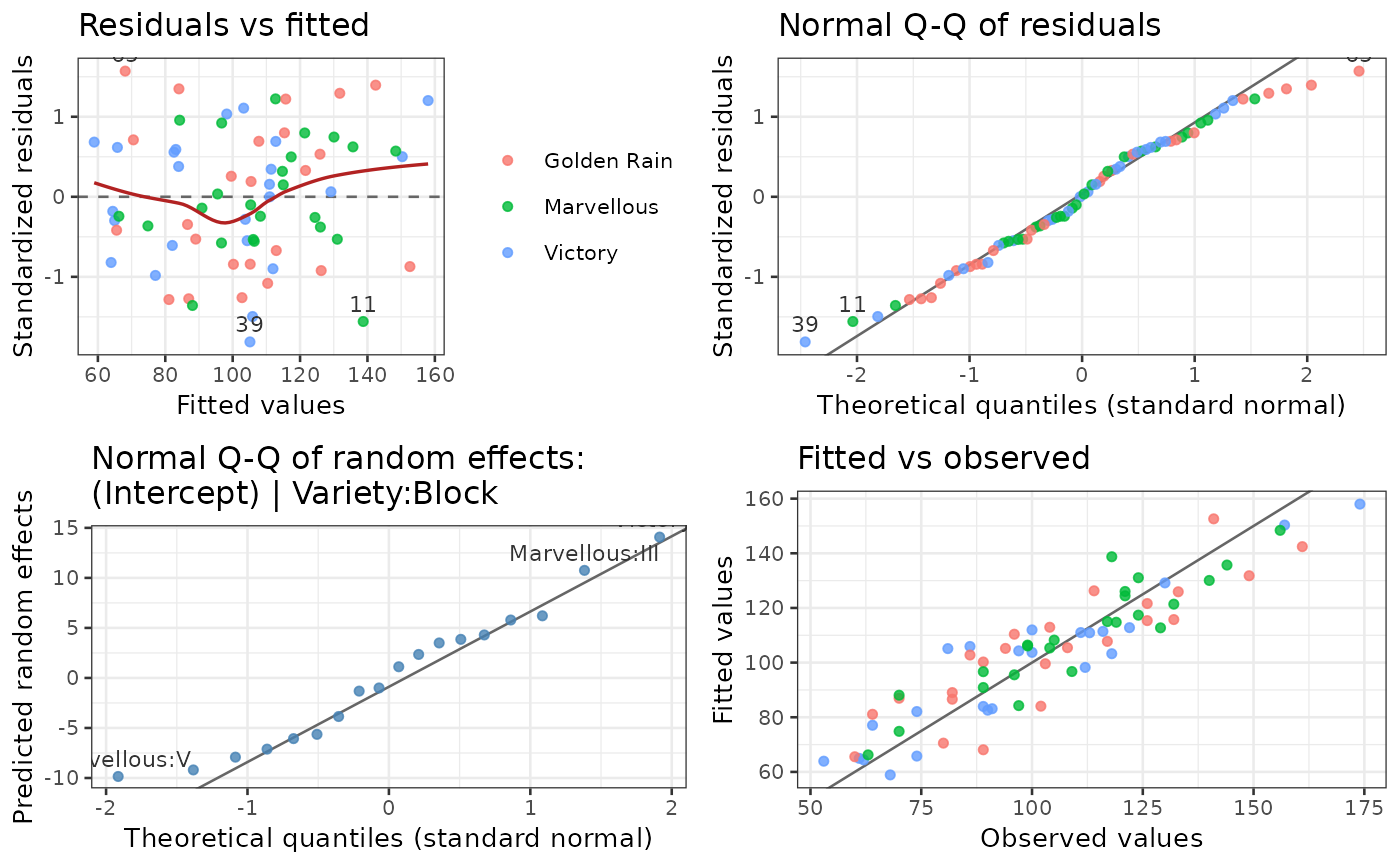 Residuals vs fitted
Standardized residuals
1
0
-1
39
11
60 80 100 120 140 160
Fitted values
Golden Rain
Marvellous
Victory
Normal Q-Q of residuals
Standardized residuals
1
0
-1
11
39
-2 -1 0 1 2
Theoretical quantiles (standard normal)
Normal Q-Q of random effects:
(Intercept) | Variety:Block
Predicted random effects
15
10
5
0
-5
-10
Marvellous:III
vellous:V
-2 -1 0 1 2
Theoretical quantiles (standard normal)
Fitted vs observed
Fitted values
160
140
120
100
80
60
50 75 100 125 150 175
Observed values